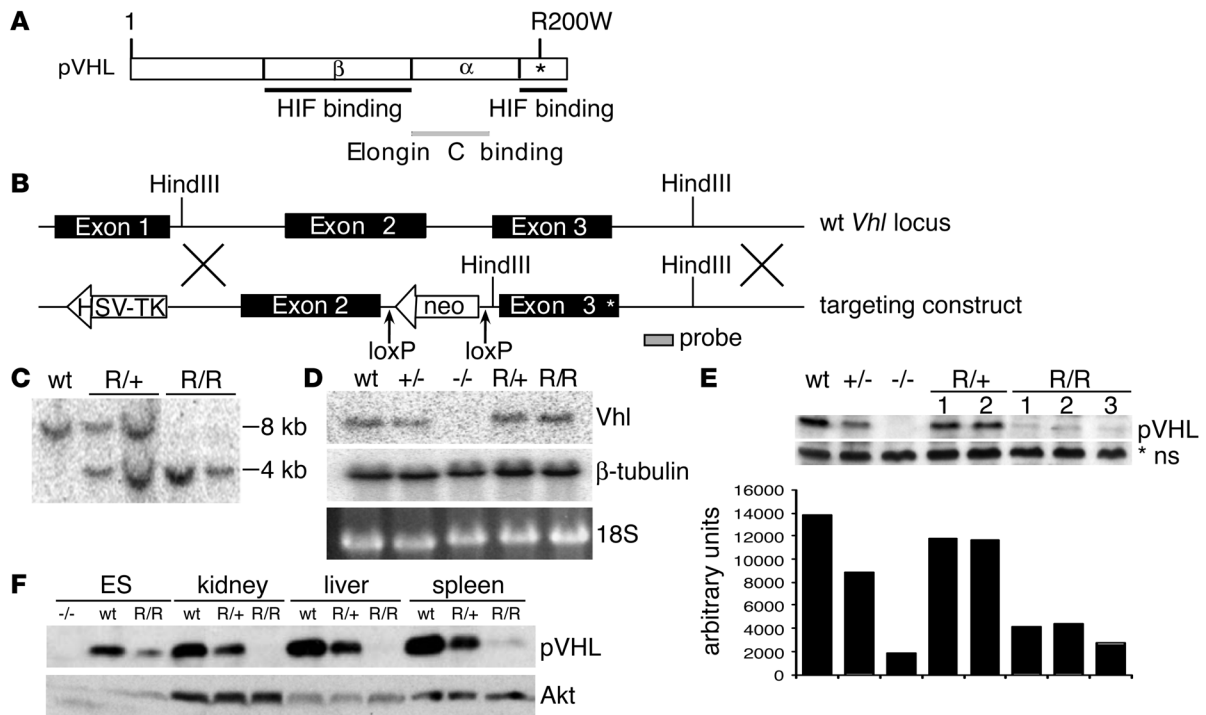 A
1
R200W
pVHL
β
α
*
HIF binding
HIF binding
Elongin C binding
B
HindIII
HindIII
Exon 1
Exon 2
Exon 3
wt Vhl locus
HindIII
HindIII
HSV-TK
Exon 2
neo
Exon 3 *
targeting construct
loxP
loxP
probe
C
wt
R/+
R/R
8 kb
4 kb
D
wt
+/-
-/-
R/+
R/R
Vhl
β-tubulin
18S
E
wt
+/-
-/-
R/+
R/R
1
2
1
2
3
pVHL
* ns
arbitrary units
16000
14000
12000
10000
8000
6000
4000
2000
0
F
ES
kidney
liver
spleen
-/-
wt
R/R
wt
R/+
R/R
wt
R/+
R/R
wt
R/+
R/R
pVHL
Akt